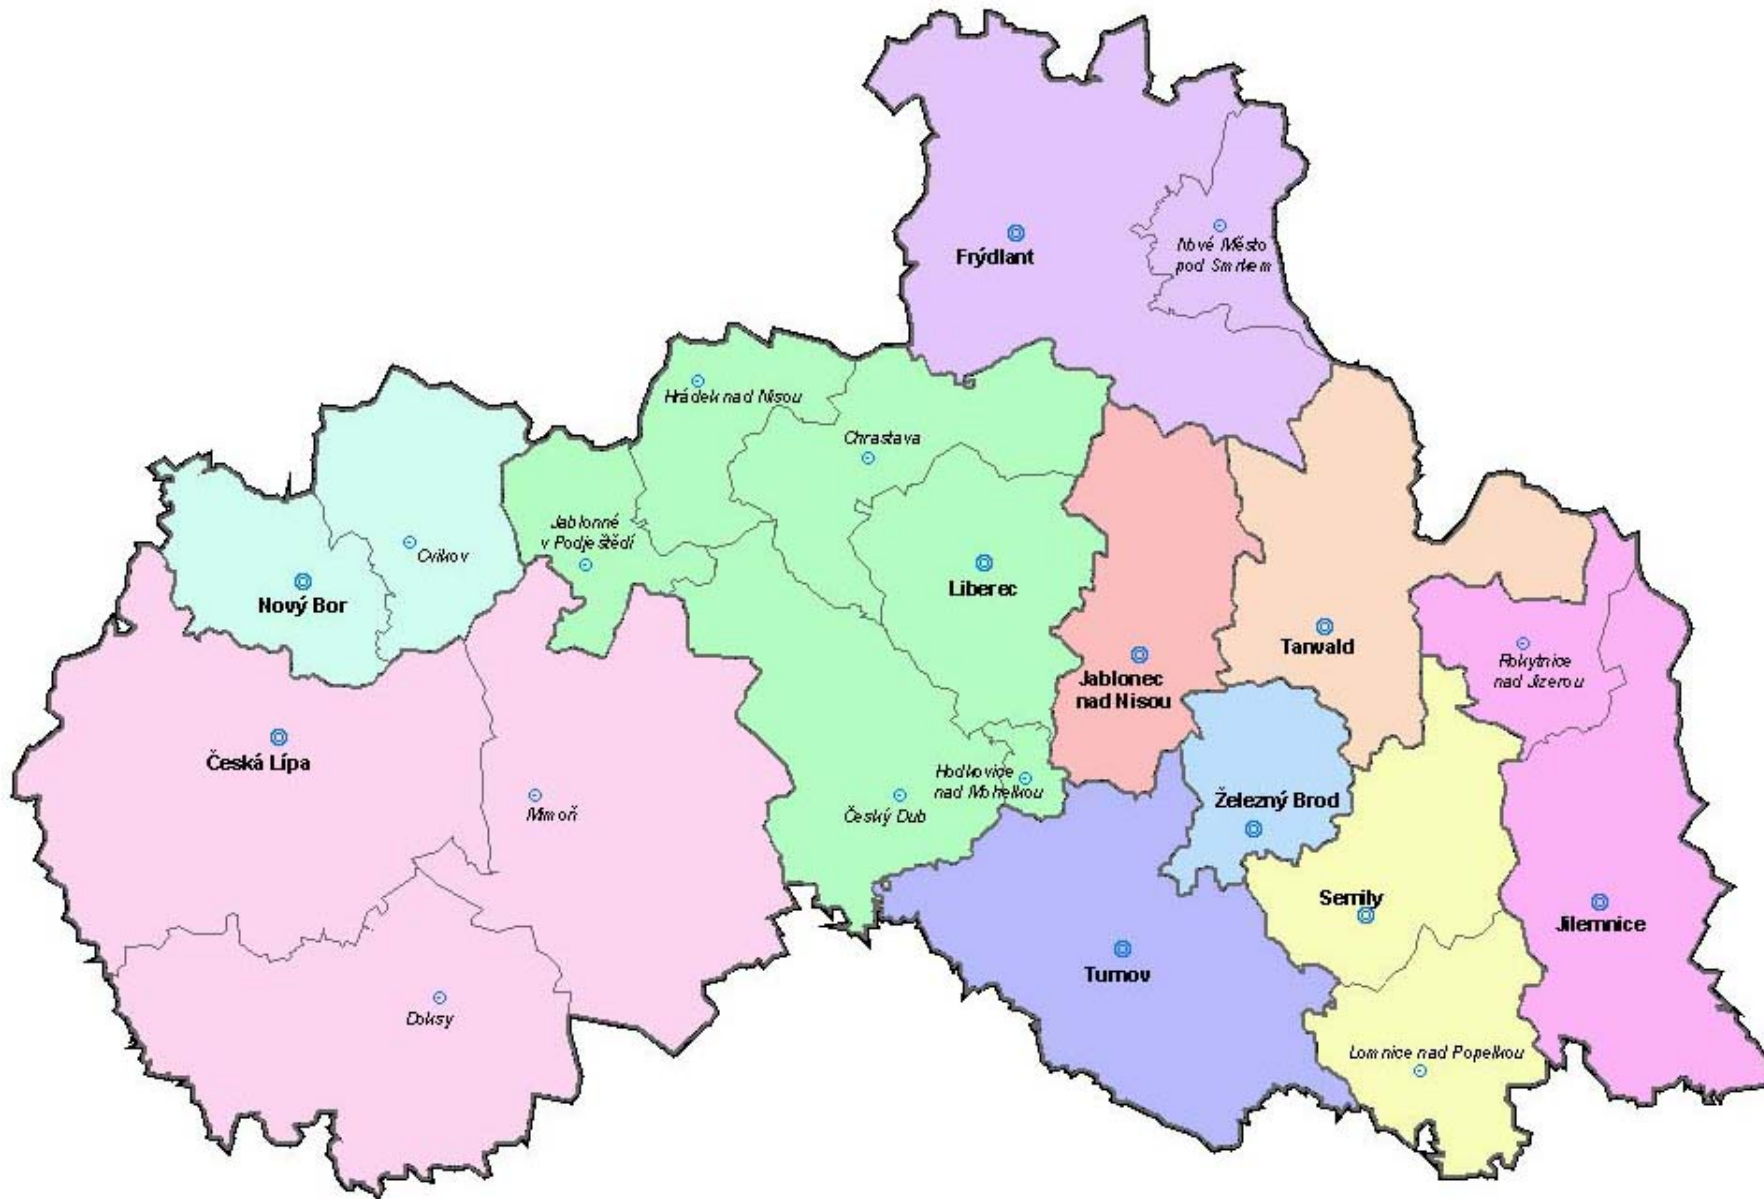 Frýdlant
Nové Město
pod Smrkem
Hrádek nad Nisou
Chrastava
Jablonné
v Podještědí
Cvikov
Nový Bor
Liberec
Tanvald
Rokytnice
nad Jizerou
Jablonec
nad Nisou
Česká Lípa
Mimoň
Hodkovice
nad Mohelkou
Český Dub
Železný Brod
Semily
Jilemnice
Turnov
Doksy
Lomnice nad Popelkou